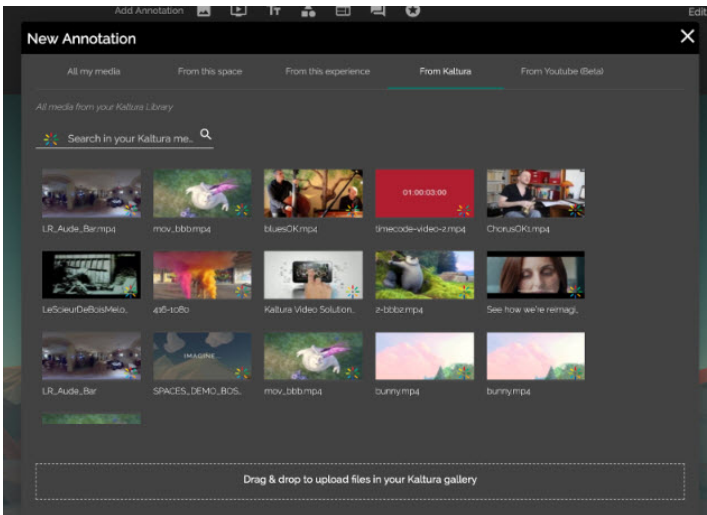 Add Annotation
Edit
New Annotation
All my media From this space From this experience From Kaltura From Youtube (Beta)
All media from your Kaltura Library
Search in your Kaltura me..
01:00:03:00
LR_Aude_Bar.mp4 mov_bbb.mp4 bluesOK.mp4 timecode-video-2.mp4 ChorusOK1.mp4
LeScieurDeBoisMelo.. 416-1080 Kaltura Video Solution.. 2-bbb2.mp4 See how we're reimagi..
IMAGINE
LR_Aude_Bar SPACES_DEMO_BOS.. mov_bbb.mp4 bunny.mp4 bunny.mp4
Drag & drop to upload files in your Kaltura gallery